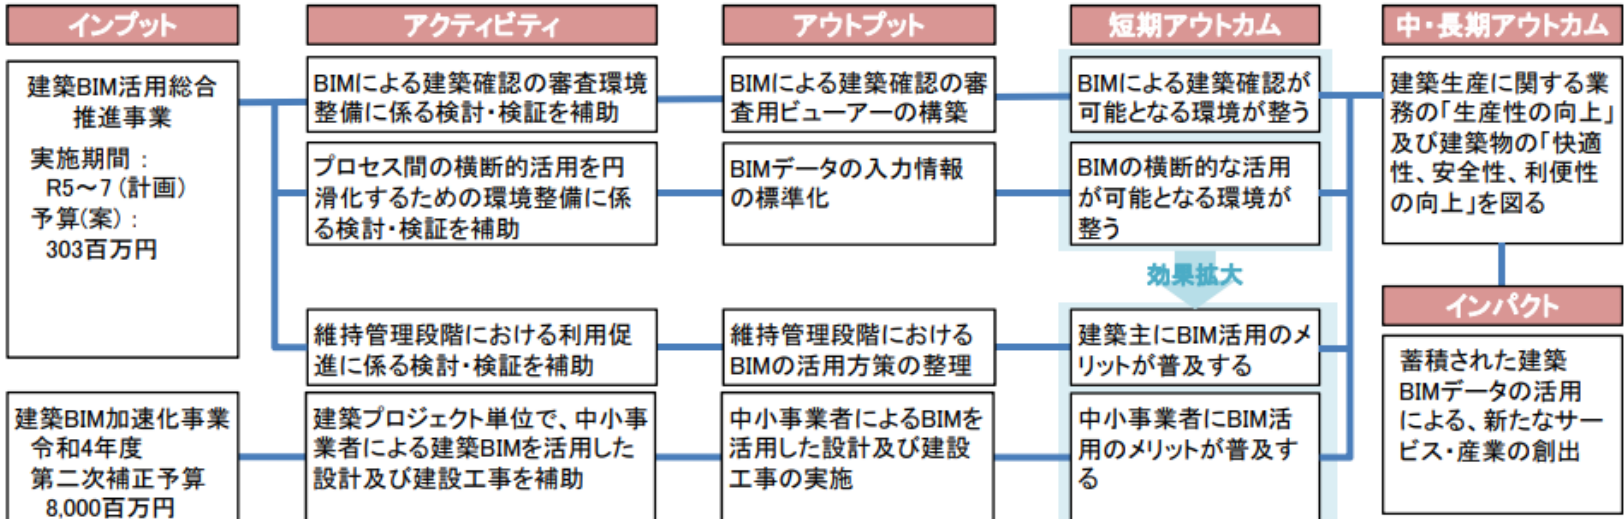 インプット
アクティビティ
アウトプット
短期アウトカム
中・長期アウトカム
建築BIM活用総合
推進事業
実施期間：
R5～7 (計画)
予算(案)：
303百万円
BIMによる建築確認の審査環境
整備に係る検討・検証を補助
BIMによる建築確認の審
査用ビューアーの構築
BIMによる建築確認が
可能となる環境が整う
建築生産に関する業
務の「生産性の向上」
及び建築物の「快適
性、安全性、利便性
の向上」を図る
プロセス間の横断的活用を円
滑化するための環境整備に係
る検討・検証を補助
BIMデータの入力情報
の標準化
BIMの横断的な活用
が可能となる環境が
整う
効果拡大
維持管理段階における利用促
進に係る検討・検証を補助
維持管理段階における
BIMの活用方策の整理
建築主にBIM活用のメ
リットが普及する
インパクト
蓄積された建築
BIMデータの活用
による、新たなサー
ビス・産業の創出
建築BIM加速化事業
令和4年度
第二次補正予算
8,000百万円
建築プロジェクト単位で、中小事
業者による建築BIMを活用した
設計及び建設工事を補助
中小事業者によるBIMを
活用した設計及び建設
工事の実施
中小事業者にBIM活
用のメリットが普及す
る